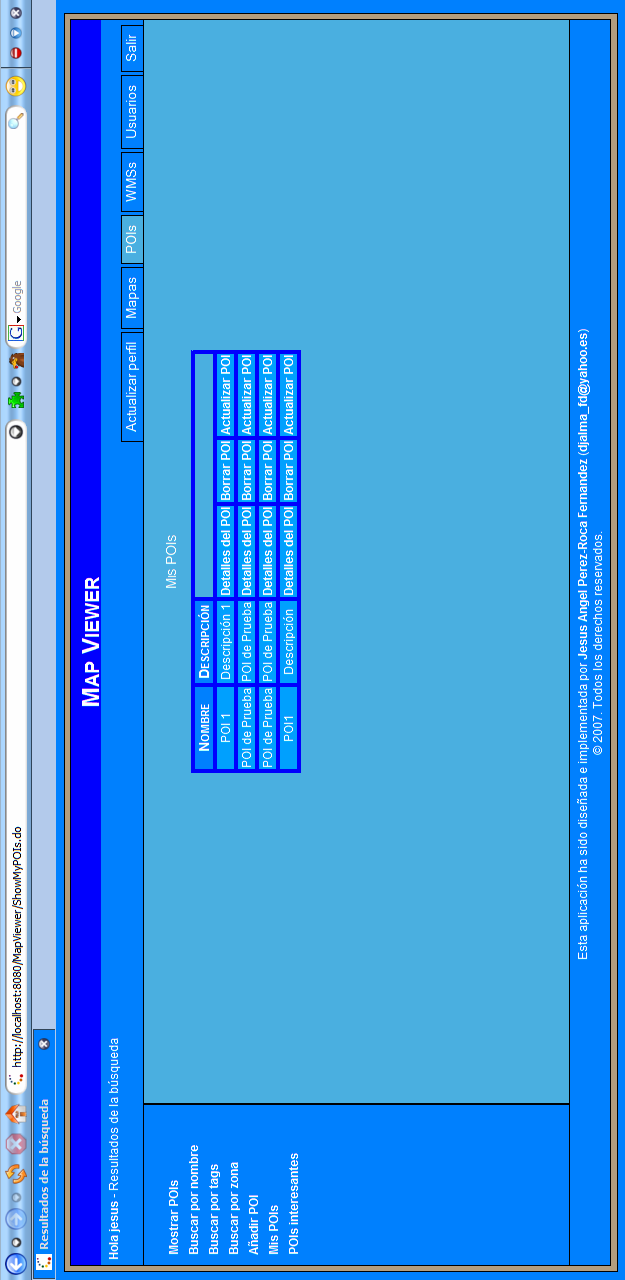 http://localhost:8080/MapViewer/ShowMyPOIs.do
Google
Resultados de la búsqueda
MAP VIEWER
Hola jesus - Resultados de la búsqueda
Actualizar perfil Mapas POIs WMSs Usuarios Salir
Mostrar POIs
Buscar por nombre
Buscar por tags
Buscar por zona
Añadir POI
Mis POIs
POIs interesantes
Mis POIs
NOMBRE DESCRIPCIÓN
POI 1 Descripción 1 Detalles del POI Borrar POI Actualizar POI
POI de Prueba POI de Prueba Detalles del POI Borrar POI Actualizar POI
POI de Prueba POI de Prueba Detalles del POI Borrar POI Actualizar POI
POI1 Descripción Detalles del POI Borrar POI Actualizar POI
Esta aplicación ha sido diseñada e implementada por Jesus Angel Perez-Roca Fernandez (djalma_fd@yahoo.es)
© 2007. Todos los derechos reservados.